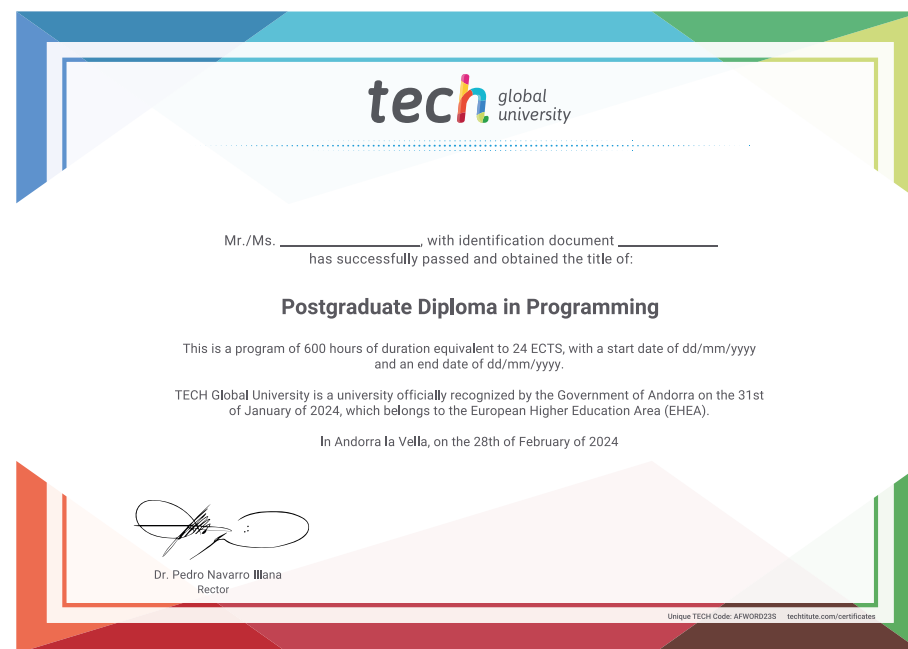 tech global university
Mr./Ms. ____________________, with identification document ______________
has successfully passed and obtained the title of:
Postgraduate Diploma in Programming
This is a program of 600 hours of duration equivalent to 24 ECTS, with a start date of dd/mm/yyyy
and an end date of dd/mm/yyyy.
TECH Global University is a university officially recognized by the Government of Andorra on the 31st
of January of 2024, which belongs to the European Higher Education Area (EHEA).
In Andorra la Vella, on the 28th of February of 2024
Dr. Pedro Navarro Illana
Rector
Unique TECH Code: AFWORD23S techtitute.com/certificates